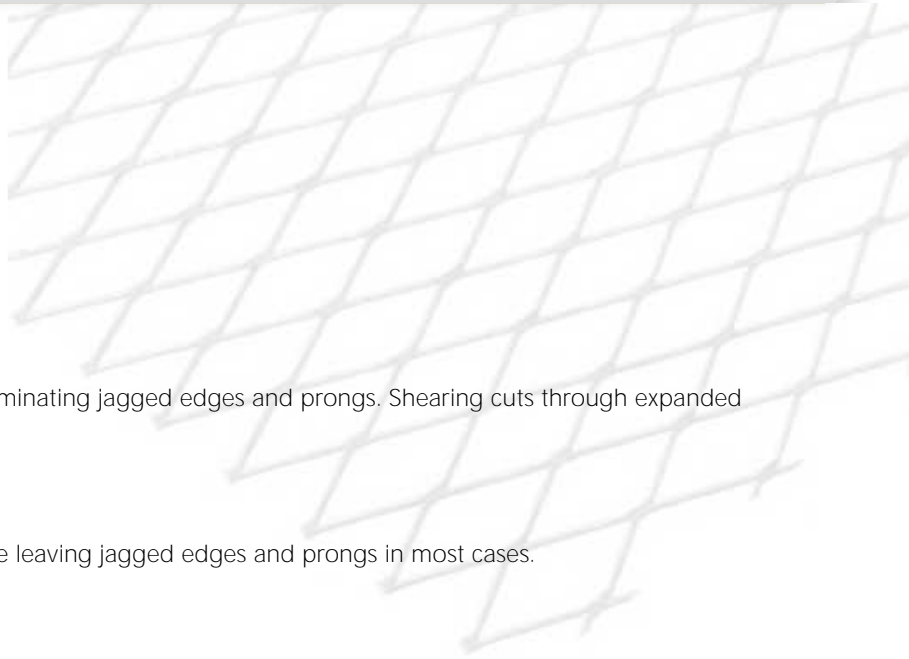 minating jagged edges and prongs. Shearing cuts through expanded
e leaving jagged edges and prongs in most cases.